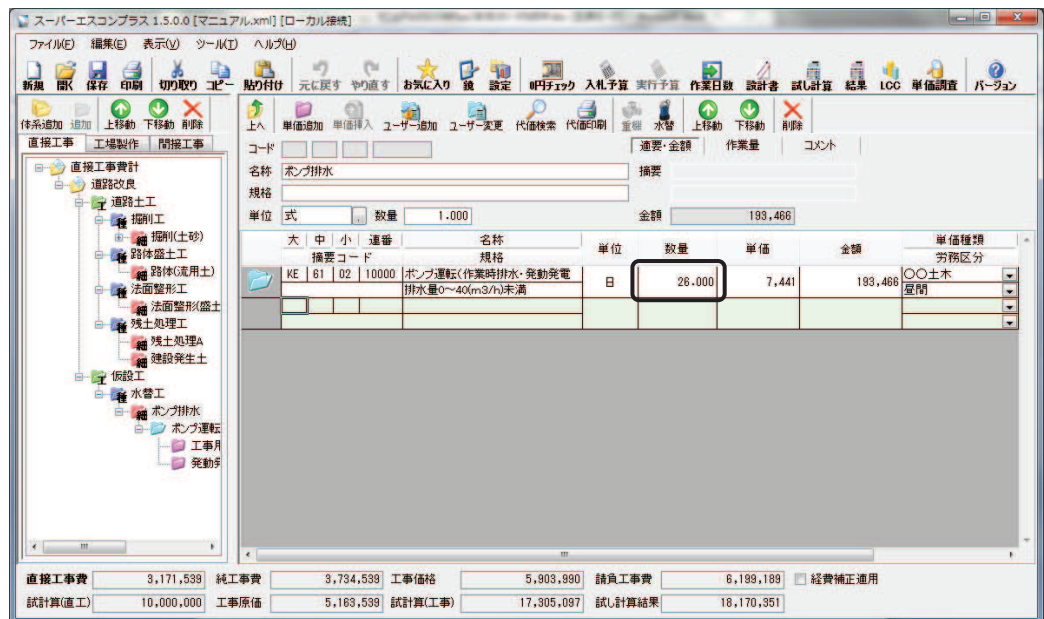 スーパーエスコンプラス 1.5.0.0 [マニュアル.xml] [ローカル接続]
ファイル(F) 編集(E) 表示(V) ツール(T) ヘルプ(H)
新規 開く 保存 印刷 切り取り コピー 貼り付け 元に戻す やり直す お気に入り 鏡 設定 0円チェック 入札予算 実行予算 作業日数 設計書 試し計算 結果 LCC 単価調査 バージョン
体系追加 追加 上移動 下移動 削除 上へ 単価追加 単価挿入 ユーザー追加 ユーザー変更 代価検索 代価印刷 重機 水替 上移動 下移動 削除
直接工事 工場製作 間接工事
直接工事費計
道路改良
道路土工
掘削工
掘削(土砂)
路体盛土工
路体(流用土)
法面整形工
法面整形(盛土
残土処理工
残土処理A
建設発生土
仮設工
水替工
ポンプ排水
ポンプ運転
工事用
発動発
コード 摘要・金額 作業量 コメント
名称 ポンプ排水 摘要
規格
単位 式 数量 1.000 金額 193,466
大 中 小 連番 名称 単位 数量 単価 金額 単価種類
摘要コード 規格 労務区分
KE 61 02 10000 ポンプ運転(作業時排水・発動発電 日 26.000 7,441 193,466 〇〇土木
排水量0～40(m3/h)未満 昼間
直接工事費 3,171,539 純工事費 3,734,539 工事価格 5,903,990 請負工事費 6,199,189 経費補正適用
試計算(直工) 10,000,000 工事原価 5,163,539 試計算(工事) 17,305,097 試し計算結果 18,170,351